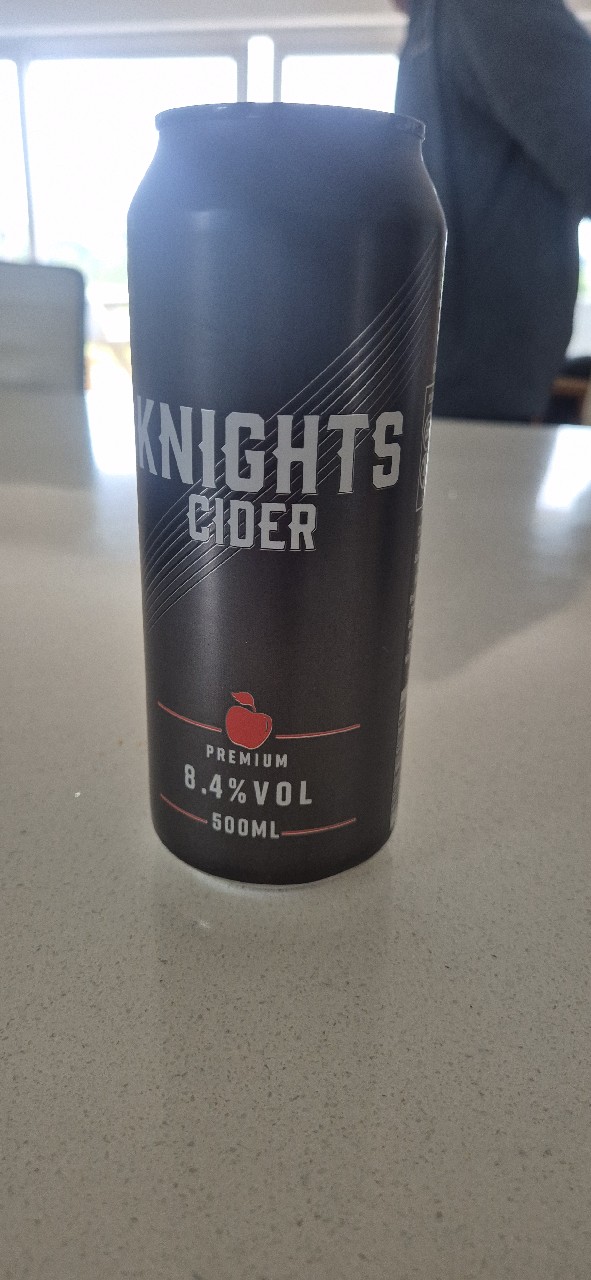 KNIGHTS
CIDER
PREMIUM
8.4%VOL
500ML